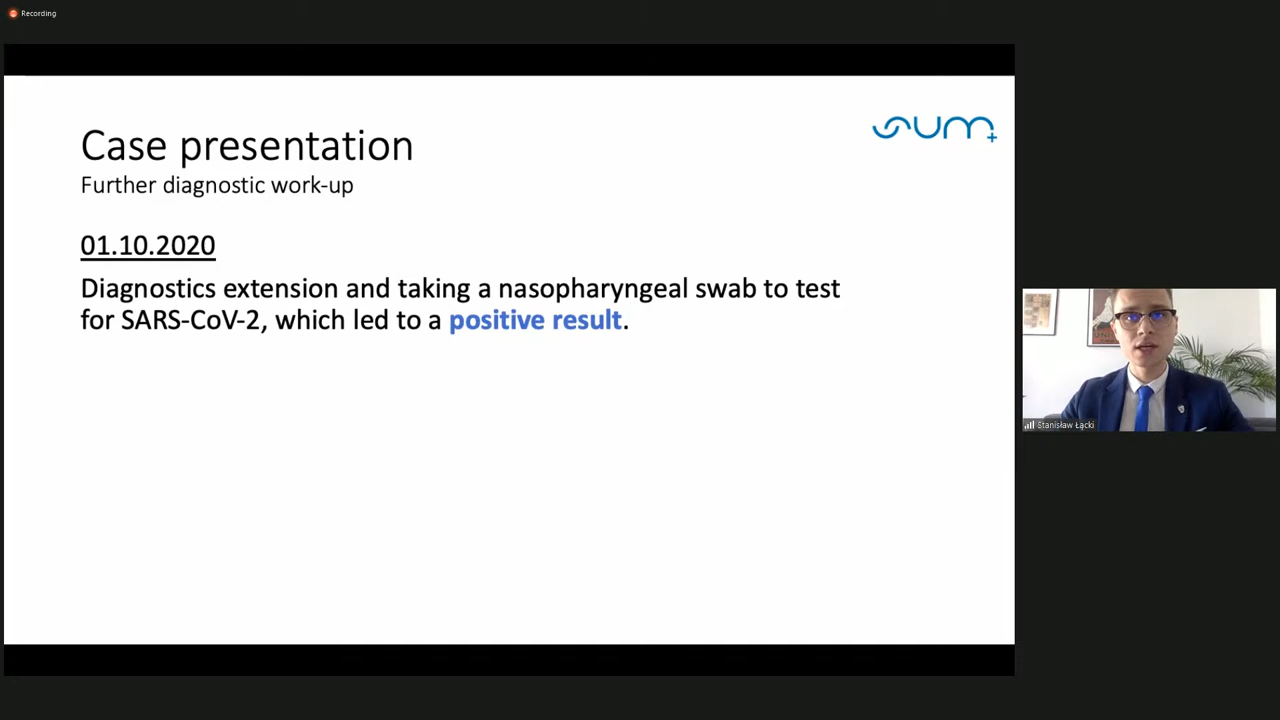 Recording
Case presentation
sum+
Further diagnostic work-up
01.10.2020
Diagnostics extension and taking a nasopharyngeal swab to test
for SARS-CoV-2, which led to a positive result.
Stanisław Łącki